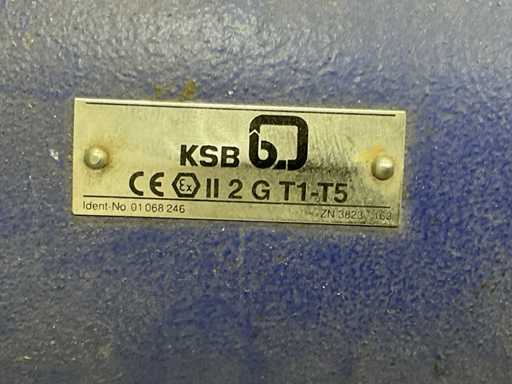 KSB
CE Ex II 2 G T1-T5
Ident-No. 01 068 246
ZN 3823